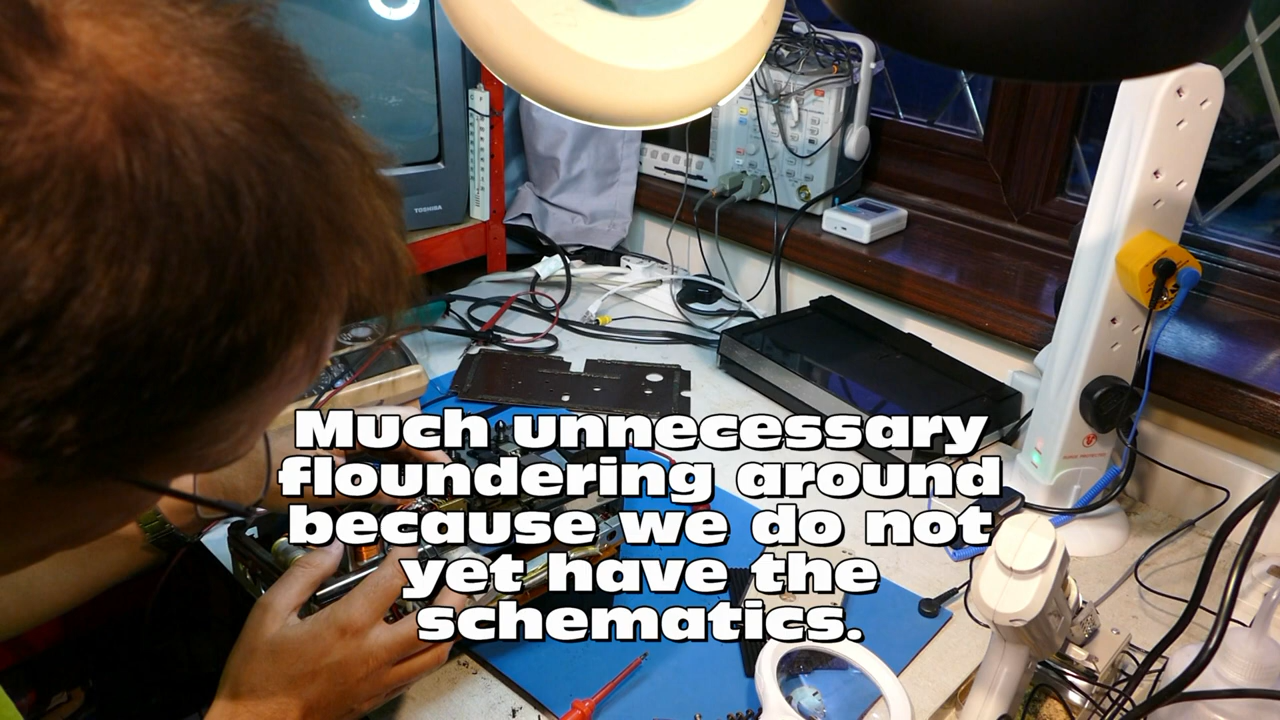 TOSHIBA
Much unnecessary
floundering around
because we do not
yet have the
schematics.